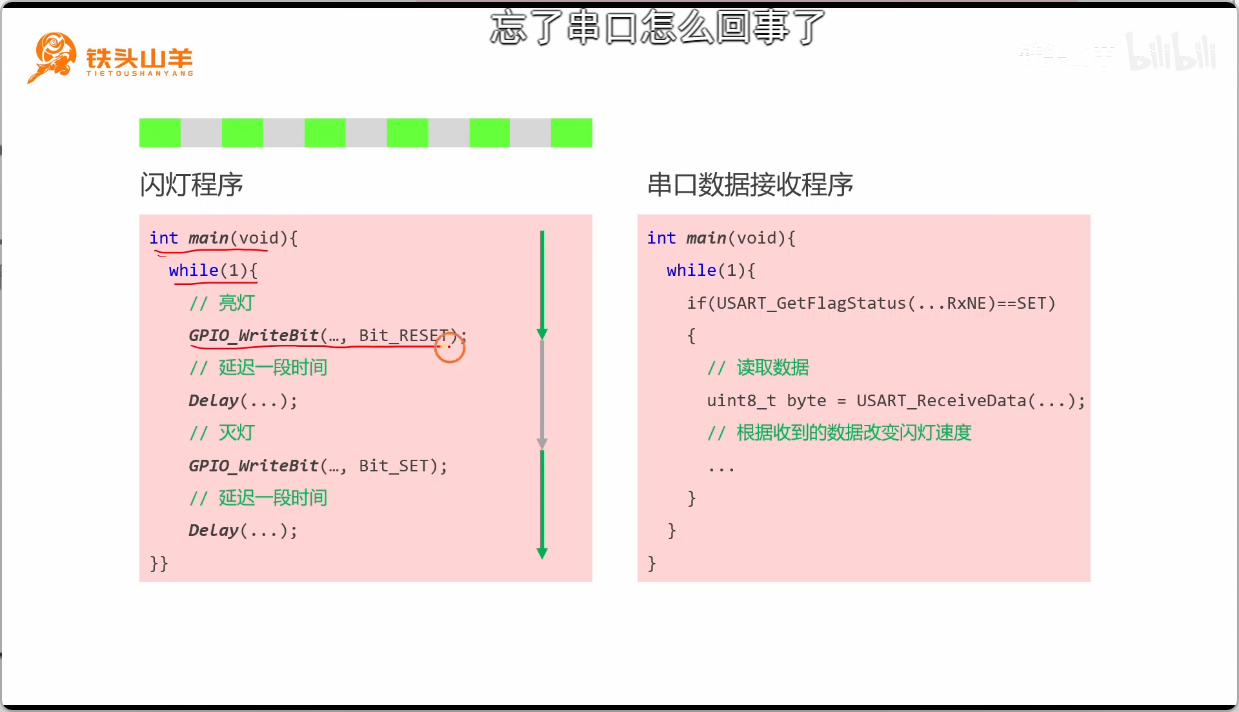 忘了串口怎么回事了
铁头山羊
TIETOUSHANYANG
bilibili
闪灯程序
int main(void){
while(1){
// 亮灯
GPIO_WriteBit(…, Bit_RESET);
// 延迟一段时间
Delay(...);
// 灭灯
GPIO_WriteBit(…, Bit_SET);
// 延迟一段时间
Delay(...);
}}
串口数据接收程序
int main(void){
while(1){
if(USART_GetFlagStatus(...RxNE)==SET)
{
// 读取数据
uint8_t byte = USART_ReceiveData(...);
// 根据收到的数据改变闪灯速度
...
}
}
}